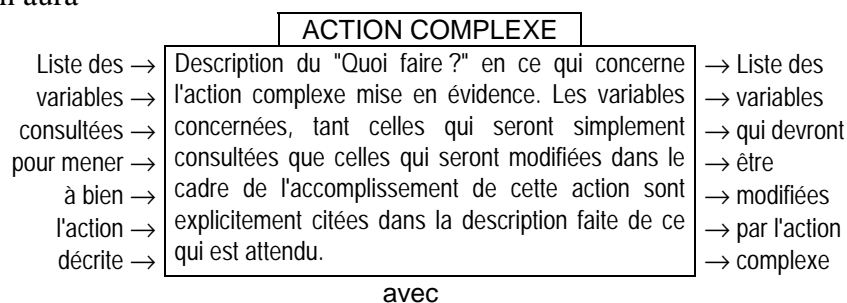 ACTION COMPLEXE
Liste des → Description du "Quoi faire ?" en ce qui concerne → Liste des
variables → l'action complexe mise en évidence. Les variables → variables
consultées → concernées, tant celles qui seront simplement → qui devront
pour mener → consultées que celles qui seront modifiées dans le → être
à bien → cadre de l'accomplissement de cette action sont → modifiées
l'action → explicitement citées dans la description faite de ce → par l'action
décrite → qui est attendu. → complexe
avec